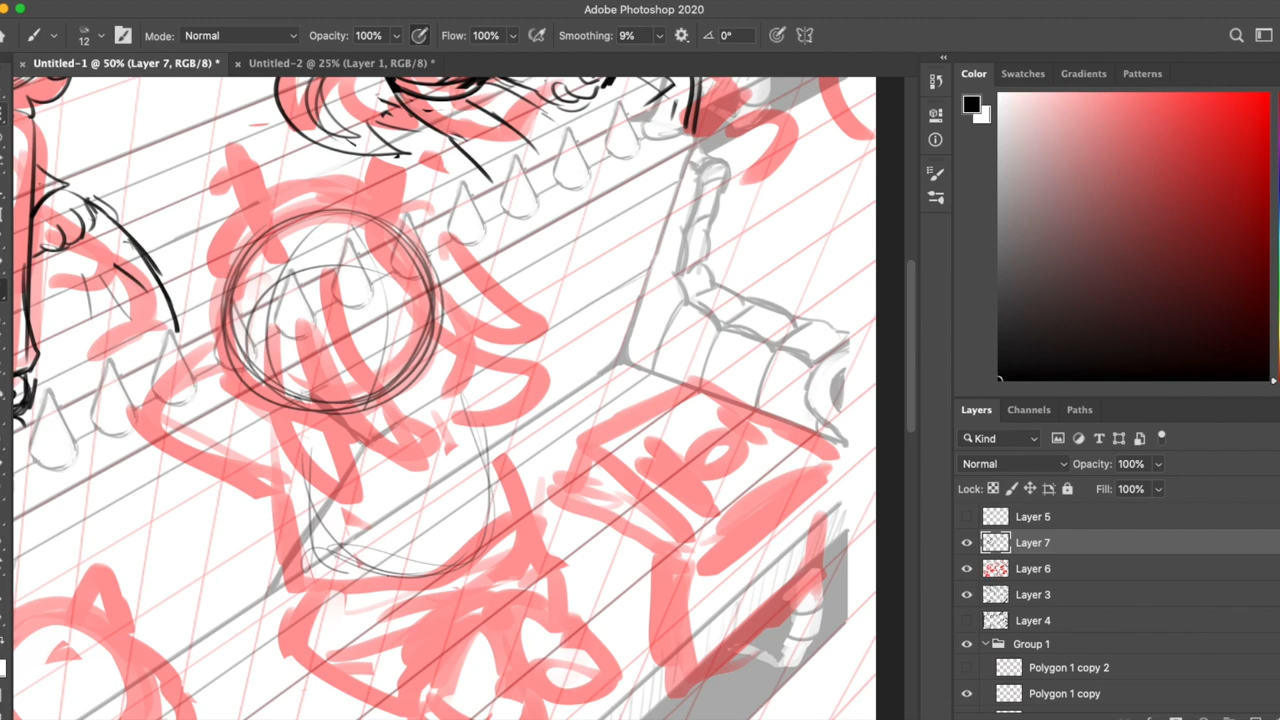 Adobe Photoshop 2020
12 Mode: Normal Opacity: 100% Flow: 100% Smoothing: 9% 0°
× Untitled-1 @ 50% (Layer 7, RGB/8) * × Untitled-2 @ 25% (Layer 1, RGB/8) *
Color Swatches Gradients Patterns
Layers Channels Paths
Kind
Normal Opacity: 100%
Lock: Fill: 100%
Layer 5
Layer 7
Layer 6
Layer 3
Layer 4
Group 1
Polygon 1 copy 2
Polygon 1 copy